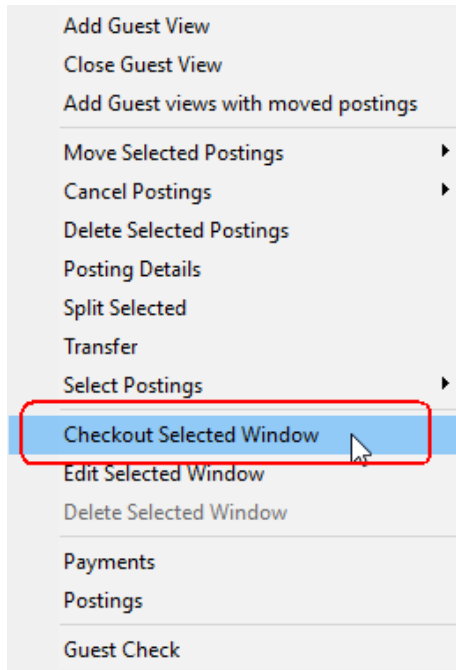 Add Guest View
Close Guest View
Add Guest views with moved postings
Move Selected Postings
Cancel Postings
Delete Selected Postings
Posting Details
Split Selected
Transfer
Select Postings
Checkout Selected Window
Edit Selected Window
Delete Selected Window
Payments
Postings
Guest Check